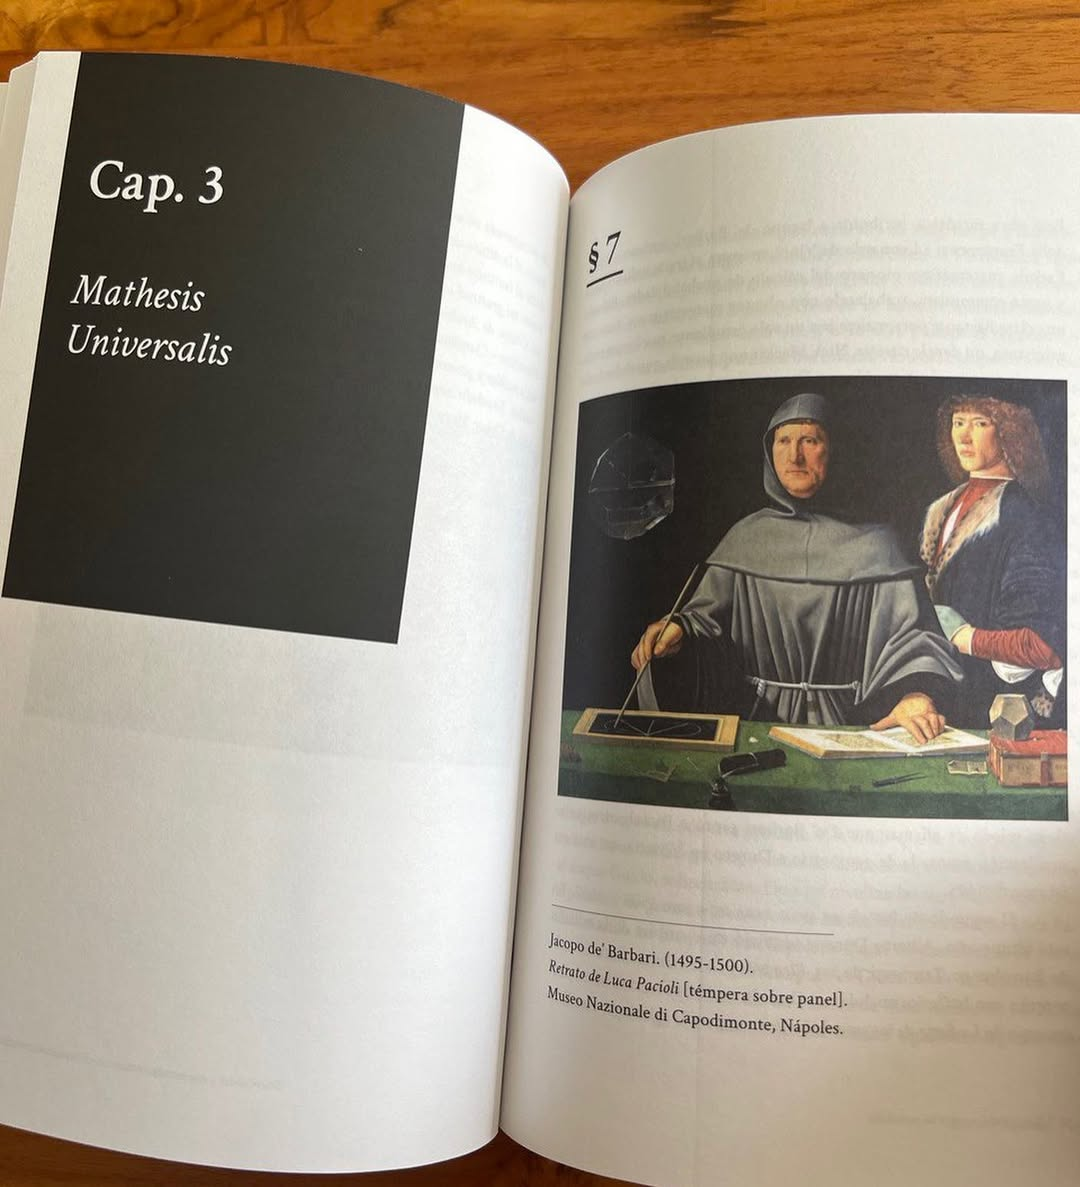 Cap. 3
Mathesis
Universalis
§ 7
Jacopo de' Barbari. (1495-1500).
Retrato de Luca Pacioli [témpera sobre panel].
Museo Nazionale di Capodimonte, Nápoles.